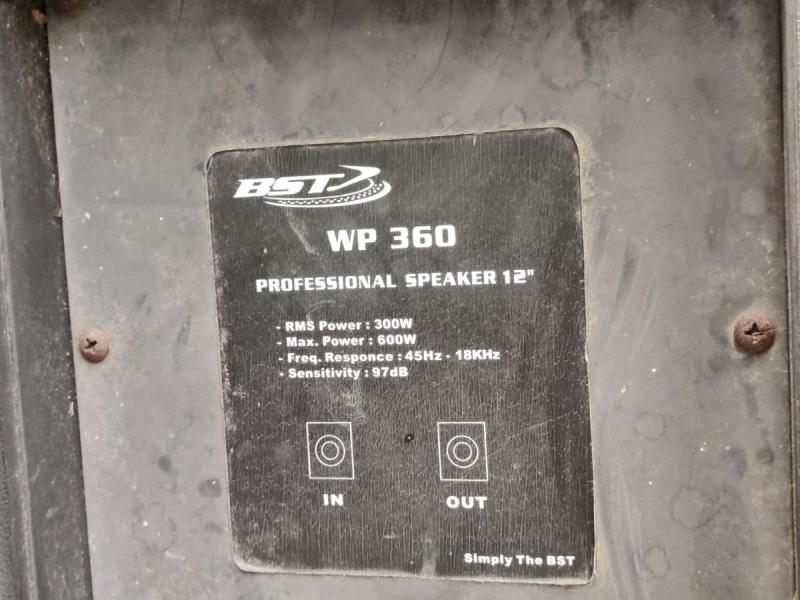 BST
WP 360
PROFESSIONAL SPEAKER 12"
- RMS Power : 300W
- Max. Power : 600W
- Freq. Responce : 45Hz - 18KHz
- Sensitivity : 97dB
IN OUT
Simply The BST